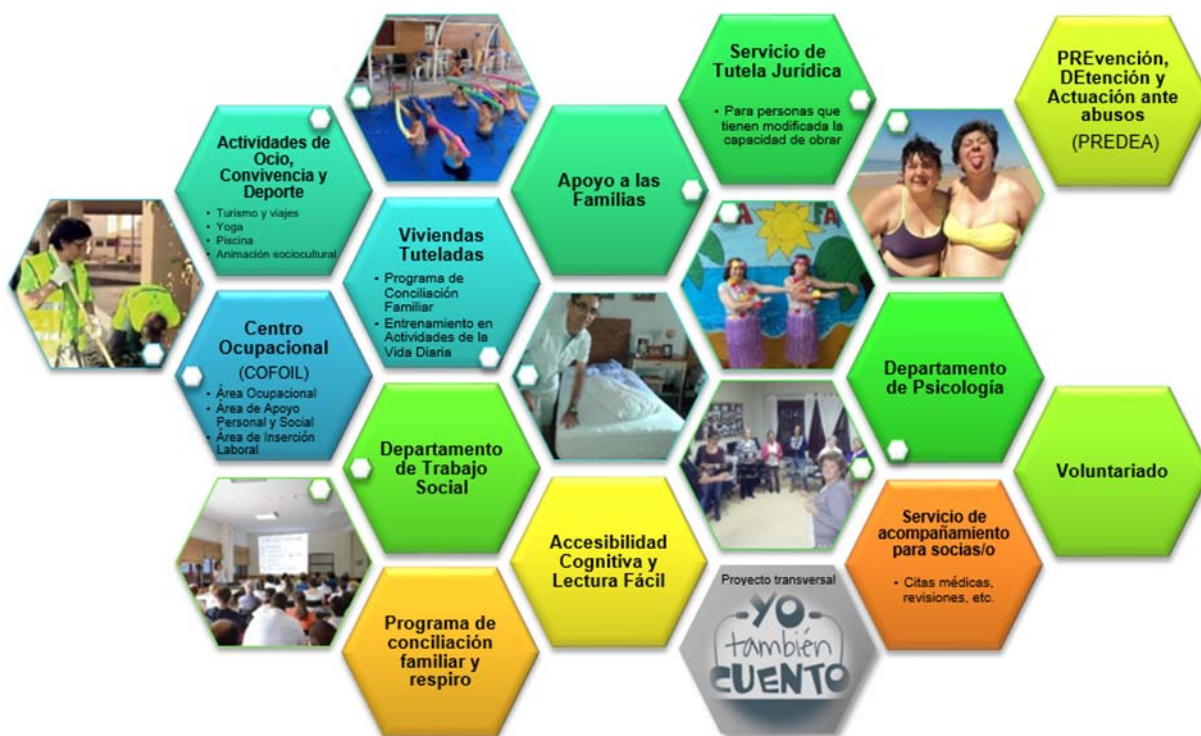 Actividades de
Ocio,
Convivencia y
Deporte
• Turismo y viajes
• Yoga
• Piscina
• Animación sociocultural
Centro
Ocupacional
(COFOIL)
• Área Ocupacional
• Área de Apoyo
Personal y Social
• Área de Inserción
Laboral
Viviendas
Tuteladas
• Programa de
Conciliación
Familiar
• Entrenamiento en
Actividades de la
Vida Diaria
Departamento
de Trabajo
Social
Programa de
conciliación
familiar y
respiro
Apoyo a las
Familias
Accesibilidad
Cognitiva y
Lectura Fácil
Servicio de
Tutela Jurídica
• Para personas que
tienen modificada la
capacidad de obrar
Proyecto transversal
YO
también
CUENTO
Departamento
de Psicología
Servicio de
acompañamiento
para socias/o
• Citas médicas,
revisiones, etc.
PREvención,
DEtención y
Actuación ante
abusos
(PREDEA)
Voluntariado